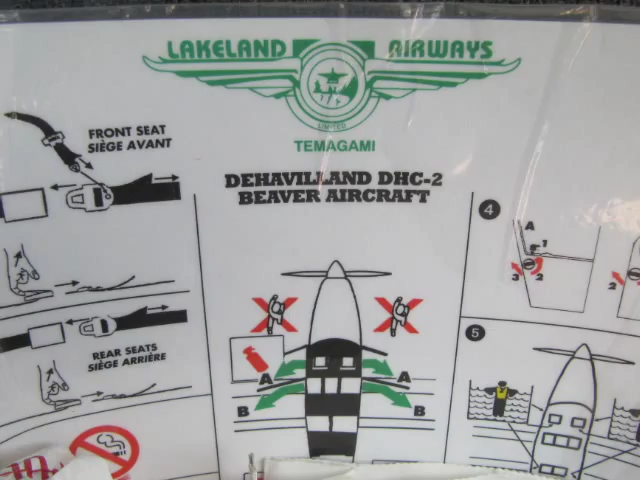 LAKELAND AIRWAYS
LIMITED
TEMAGAMI
DEHAVILLAND DHC-2
BEAVER AIRCRAFT
FRONT SEAT
SIÈGE AVANT
REAR SEATS
SIÈGE ARRIÈRE
A A
B B
4
A
1
3 2
2
5